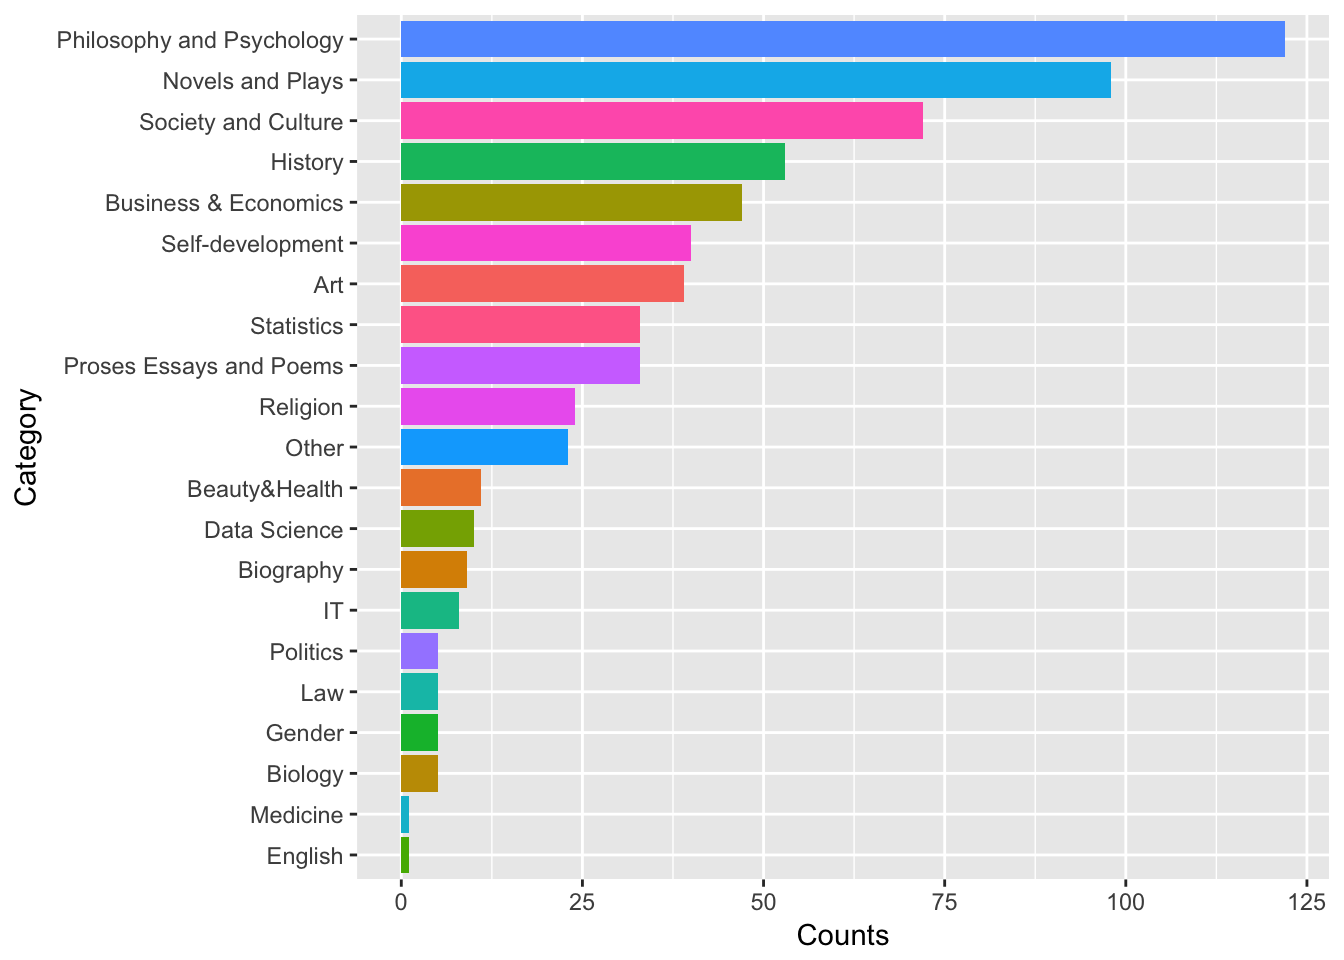 Philosophy and Psychology
Novels and Plays
Society and Culture
History
Business & Economics
Self-development
Art
Statistics
Proses Essays and Poems
Religion
Other
Beauty&Health
Data Science
Biography
IT
Politics
Law
Gender
Biology
Medicine
English
Category
0 25 50 75 100 125
Counts